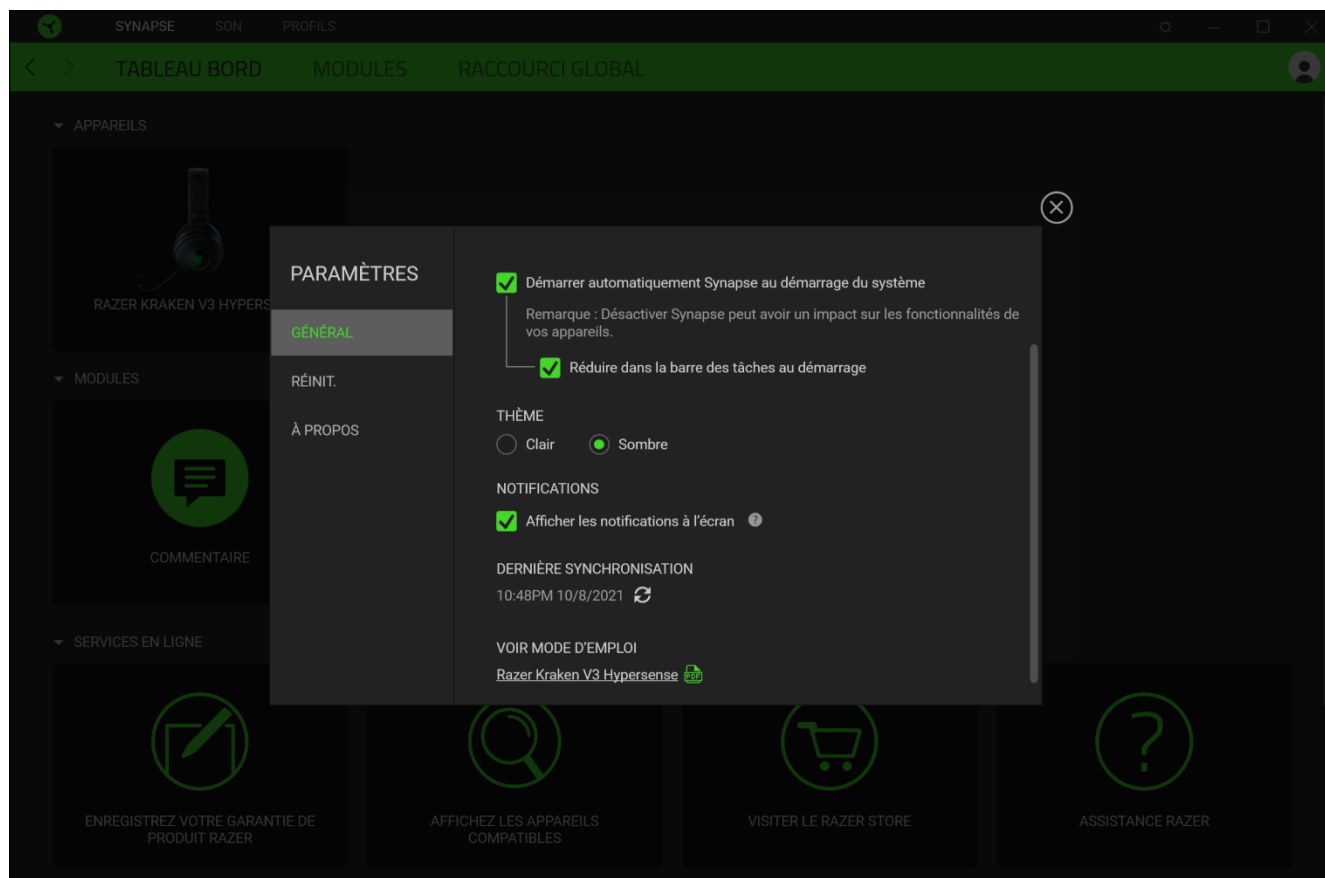 SYNAPSE SON PROFILS
TABLEAU BORD MODULES RACCOURCI GLOBAL
APPAREILS
RAZER KRAKEN V3 HYPERS
MODULES
COMMENTAIRE
SERVICES EN LIGNE
ENREGISTREZ VOTRE GARANTIE DE
PRODUIT RAZER
AFFICHEZ LES APPAREILS
COMPATIBLES
VISITER LE RAZER STORE
ASSISTANCE RAZER
PARAMÈTRES
GÉNÉRAL
RÉINIT.
À PROPOS
Démarrer automatiquement Synapse au démarrage du système
Remarque : Désactiver Synapse peut avoir un impact sur les fonctionnalités de
vos appareils.
Réduire dans la barre des tâches au démarrage
THÈME
Clair Sombre
NOTIFICATIONS
Afficher les notifications à l’écran ?
DERNIÈRE SYNCHRONISATION
10:48PM 10/8/2021
VOIR MODE D’EMPLOI
Razer Kraken V3 Hypersense PDF